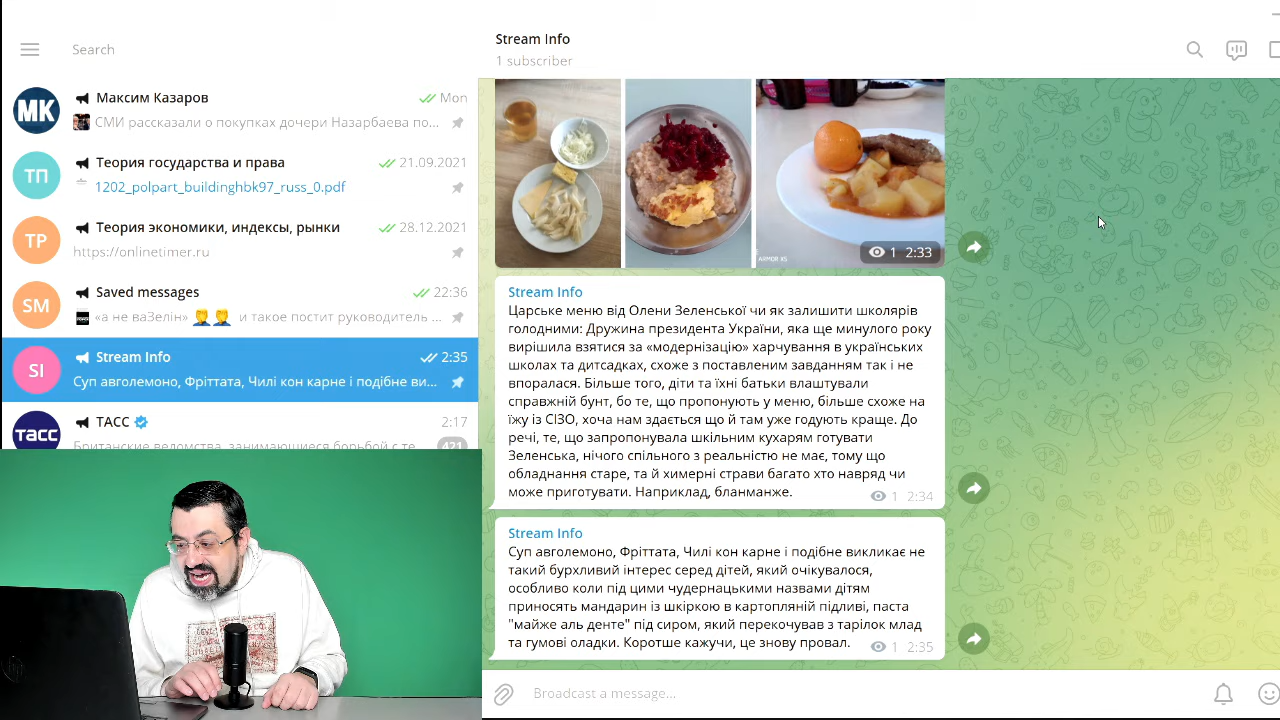 Search
МК
Максим Казаров
Mon
СМИ рассказали о покупках дочери Назарбаева по...
ТП
Теория государства и права
21.09.2021
1202_polpart_buildinghbk97_russ_0.pdf
ТР
Теория экономики, индексы, рынки
28.12.2021
https://onlinetimer.ru
SM
Saved messages
22:36
«а не ваЗелін» 🤦‍♂️🤦‍♂️ и такое постит руководитель ...
SI
Stream Info
2:35
Суп авголемоно, Фріттата, Чилі кон карне і подібне ви...
ТАСС
ТАСС
2:17
Британские ведомства, занимающиеся борьбой с те...
421
Stream Info
1 subscriber
ARMOR X5
1 2:33
Stream Info
Царське меню від Олени Зеленської чи як залишити школярів
голодними: Дружина президента України, яка ще минулого року
вирішила взятися за «модернізацію» харчування в українських
школах та дитсадках, схоже з поставленим завданням так і не
впоралася. Більше того, діти та їхні батьки влаштували
справжній бунт, бо те, що пропонують у меню, більше схоже на
їжу із СІЗО, хоча нам здається що й там уже годують краще. До
речі, те, що запропонувала шкільним кухарям готувати
Зеленська, нічого спільного з реальністю не має, тому що
обладнання старе, та й химерні страви багато хто навряд чи
може приготувати. Наприклад, бланманже.
1 2:34
Stream Info
Суп авголемоно, Фріттата, Чилі кон карне і подібне викликає не
такий бурхливий інтерес серед дітей, який очікувалося,
особливо коли під цими чудернацькими назвами дітям
приносять мандарин із шкіркою в картопляній підливі, паста
"майже аль денте" під сиром, який перекочував з тарілок млад
та гумові оладки. Коротше кажучи, це знову провал.
1 2:35
Broadcast a message...